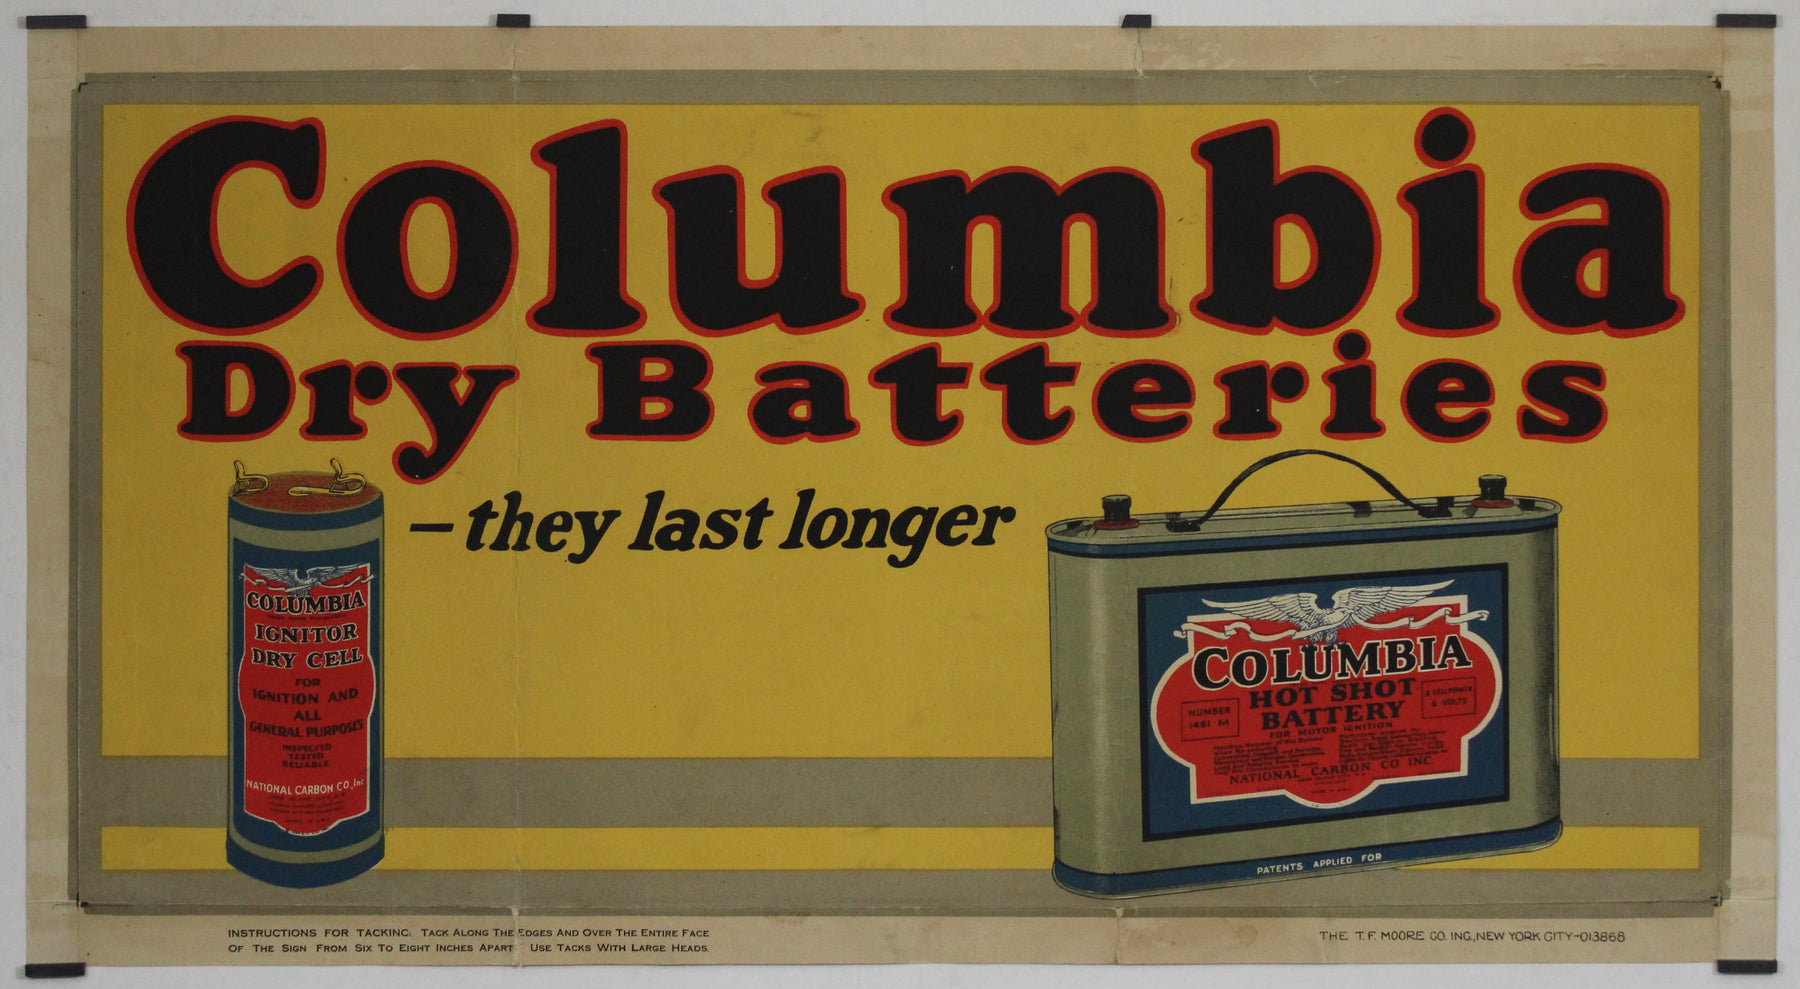 Columbia
Dry Batteries
–they last longer
COLUMBIA
IGNITOR
DRY CELL
FOR
IGNITION AND
ALL
GENERAL PURPOSES
INSPECTED
TESTED
RELIABLE
NATIONAL CARBON CO., Inc
COLUMBIA
HOT SHOT
BATTERY
FOR MOTOR IGNITION
NUMBER
1461 M
4 CELLPOWER
6 VOLTS
NATIONAL CARBON CO INC
PATENTS APPLIED FOR
INSTRUCTIONS FOR TACKING: TACK ALONG THE EDGES AND OVER THE ENTIRE FACE
OF THE SIGN FROM SIX TO EIGHT INCHES APART USE TACKS WITH LARGE HEADS.
THE T. F. MOORE CO. INC., NEW YORK CITY-013868